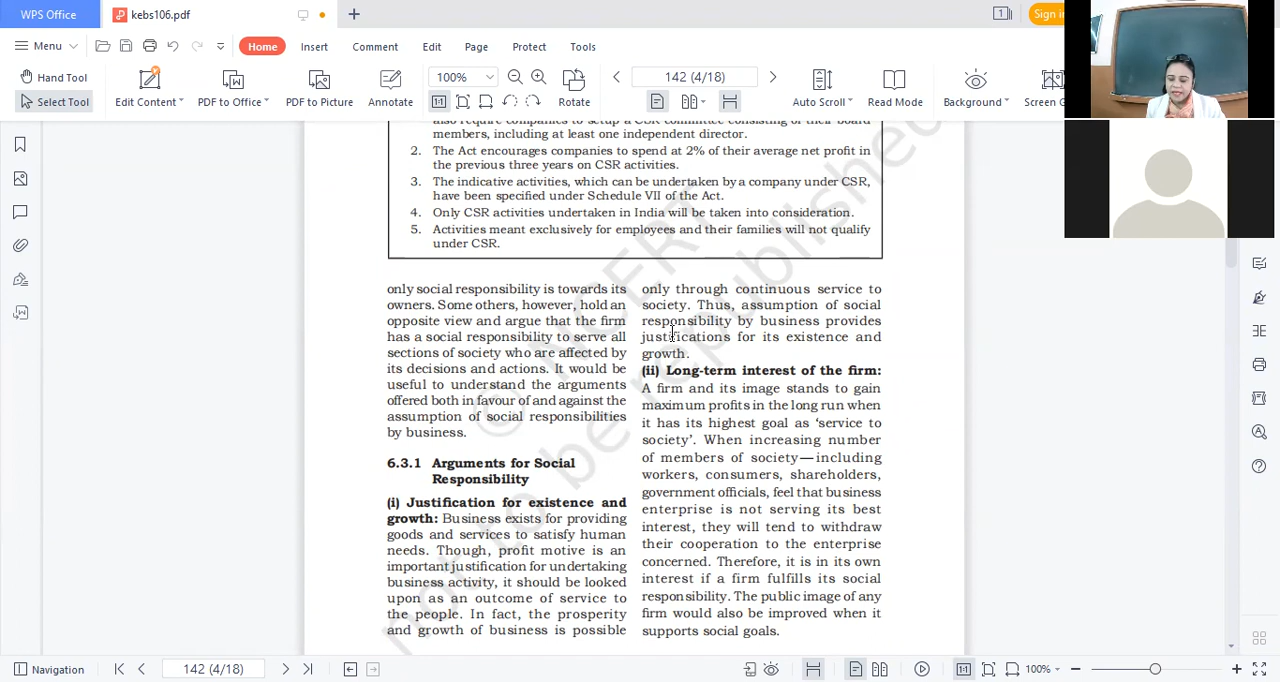 WPS Office
kebs106.pdf
1
Sign in
Menu
Home
Insert
Comment
Edit
Page
Protect
Tools
Hand Tool
Select Tool
Edit Content
PDF to Office
PDF to Picture
Annotate
100%
Rotate
142 (4/18)
Auto Scroll
Read Mode
Background
Screen
also require companies to setup a CSR committee consisting of their board
members, including at least one independent director.
2. The Act encourages companies to spend at 2% of their average net profit in
the previous three years on CSR activities.
3. The indicative activities, which can be undertaken by a company under CSR,
have been specified under Schedule VII of the Act.
4. Only CSR activities undertaken in India will be taken into consideration.
5. Activities meant exclusively for employees and their families will not qualify
under CSR.
only social responsibility is towards its
owners. Some others, however, hold an
opposite view and argue that the firm
has a social responsibility to serve all
sections of society who are affected by
its decisions and actions. It would be
useful to understand the arguments
offered both in favour of and against the
assumption of social responsibilities
by business.
6.3.1 Arguments for Social
Responsibility
(i) Justification for existence and
growth: Business exists for providing
goods and services to satisfy human
needs. Though, profit motive is an
important justification for undertaking
business activity, it should be looked
upon as an outcome of service to
the people. In fact, the prosperity
and growth of business is possible
only through continuous service to
society. Thus, assumption of social
responsibility by business provides
justifications for its existence and
growth.
(ii) Long-term interest of the firm:
A firm and its image stands to gain
maximum profits in the long run when
it has its highest goal as ‘service to
society’. When increasing number
of members of society—including
workers, consumers, shareholders,
government officials, feel that business
enterprise is not serving its best
interest, they will tend to withdraw
their cooperation to the enterprise
concerned. Therefore, it is in its own
interest if a firm fulfills its social
responsibility. The public image of any
firm would also be improved when it
supports social goals.
© NCERT
not to be republished
Navigation
142 (4/18)
100%